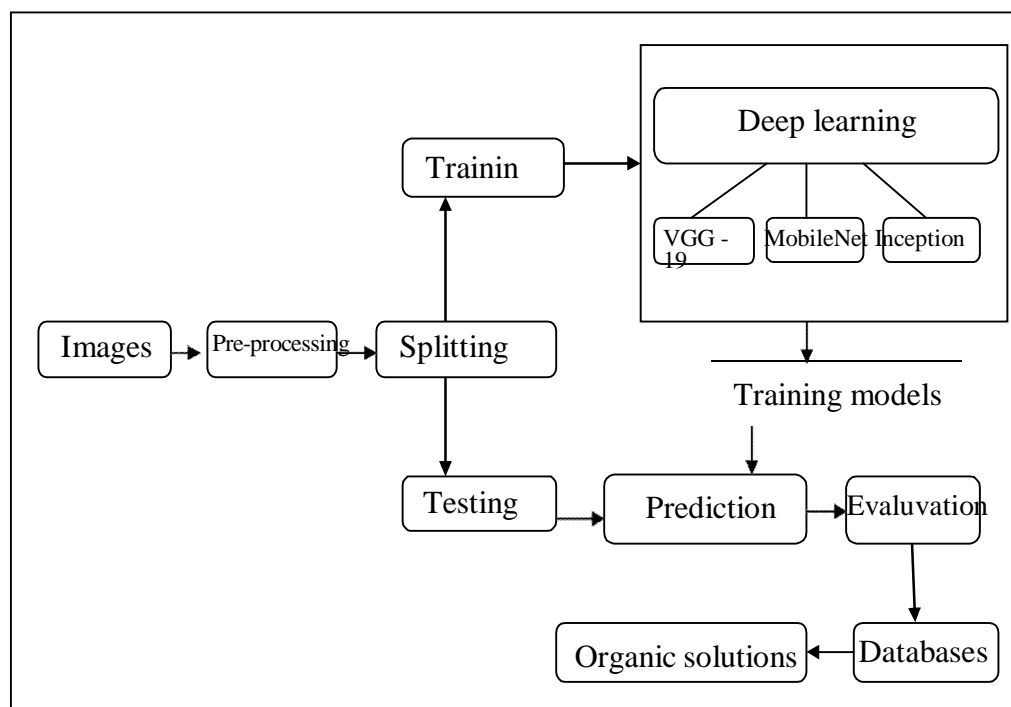 Deep learning
Trainin
VGG -
19
MobileNet
Inception
Images
Pre-processing
Splitting
Training models
Testing
Prediction
Evaluvation
Organic solutions
Databases